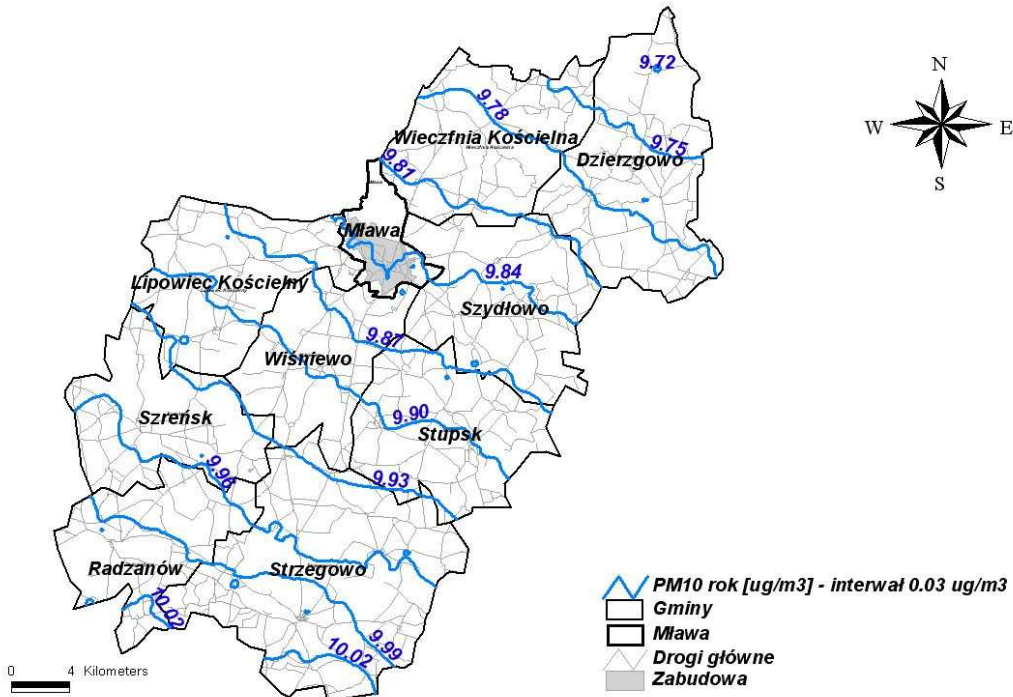 9.72
N
9.78
W
E
Wieczfnia Kościelna
9.75
Dzierzgowo
9.81
S
Mława
9.84
Lipowiec Kościelny
Szydłowo
9.87
Wiśniewo
9.90
Szreńsk
Stupsk
9.96
9.93
Radzanów
Strzegowo
PM10 rok [ug/m3] - interwał 0.03 ug/m3
10.02
Gminy
9.99
Mława
10.02
Drogi główne
0 4 Kilometers
Zabudowa